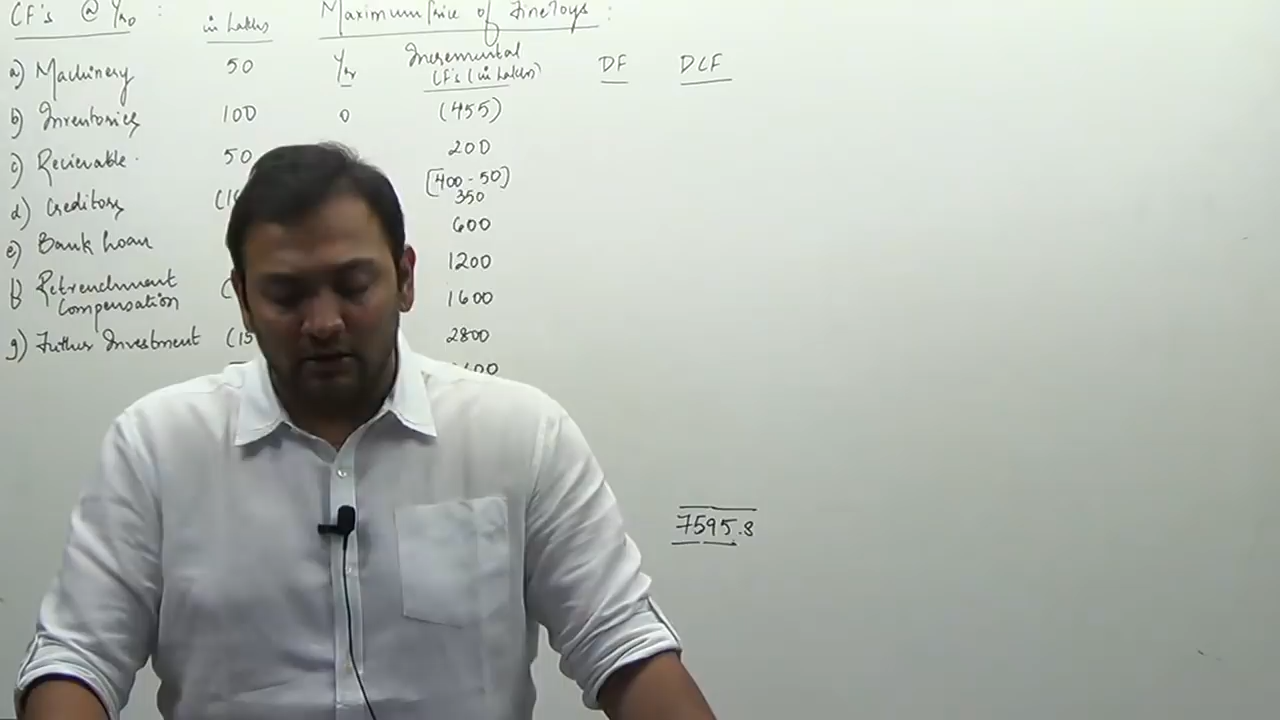 CF's @ Yr0 :
in Lakhs
a) Machinery 50
b) Inventories 100
c) Recievable. 50
d) Creditors
e) Bank Loan
f) Retrenchment
Compensation
g) Futher Investment (15
Maximum Price of FineToys :
Yr Incremental CF's (in Lakhs) DF DCF
0 (455)
200
[400 - 50)
350
600
1200
1600
2800
7595.8